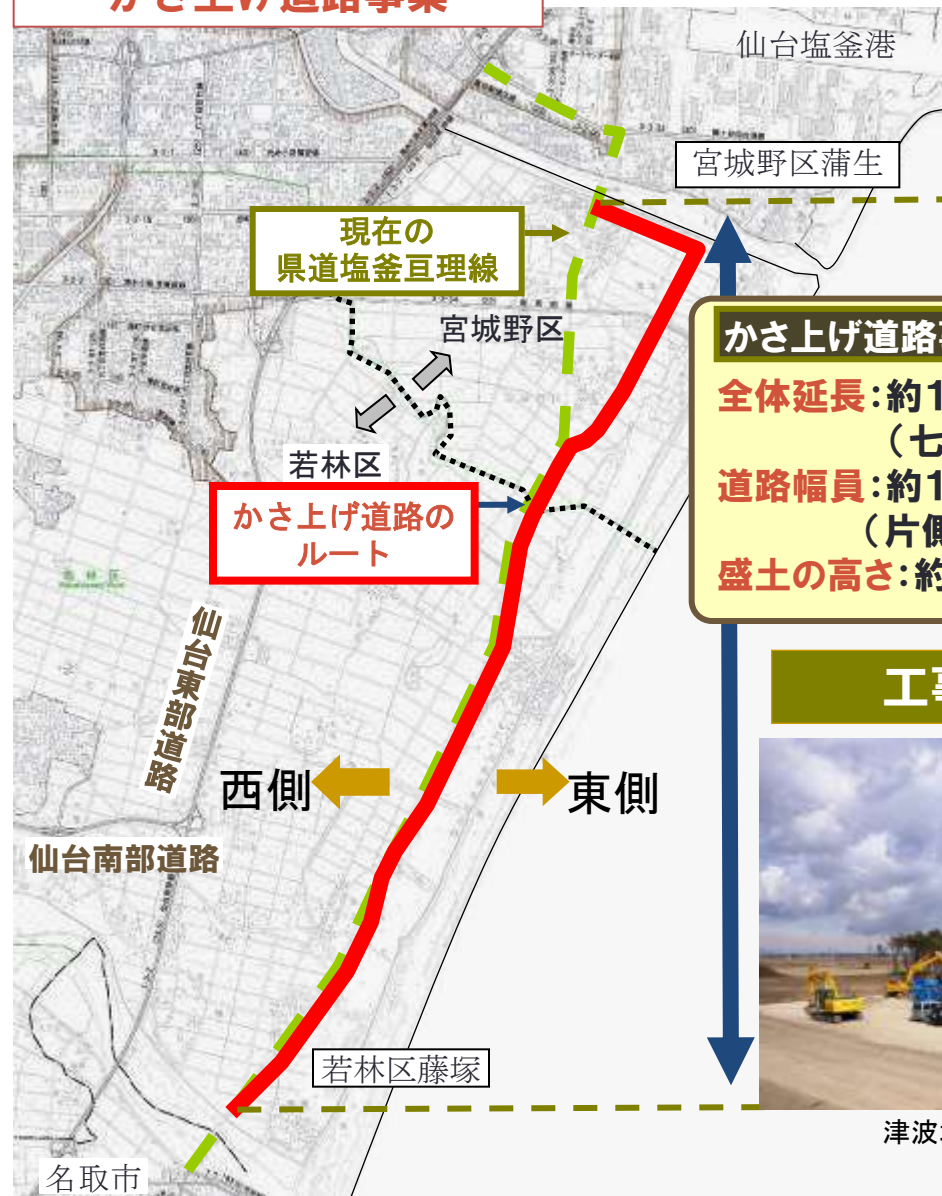 かさ上げ道路事業
仙台塩釜港
宮城野区蒲生
現在の
県道塩釜亘理線
宮城野区
かさ上げ道路
全体延長：約1
（七
若林区
道路幅員：約1
かさ上げ道路の
ルート
（片側
盛土の高さ：約
若林区
仙台東部道路
工事
西側
東側
仙台南部道路
若林区藤塚
津波
名取市